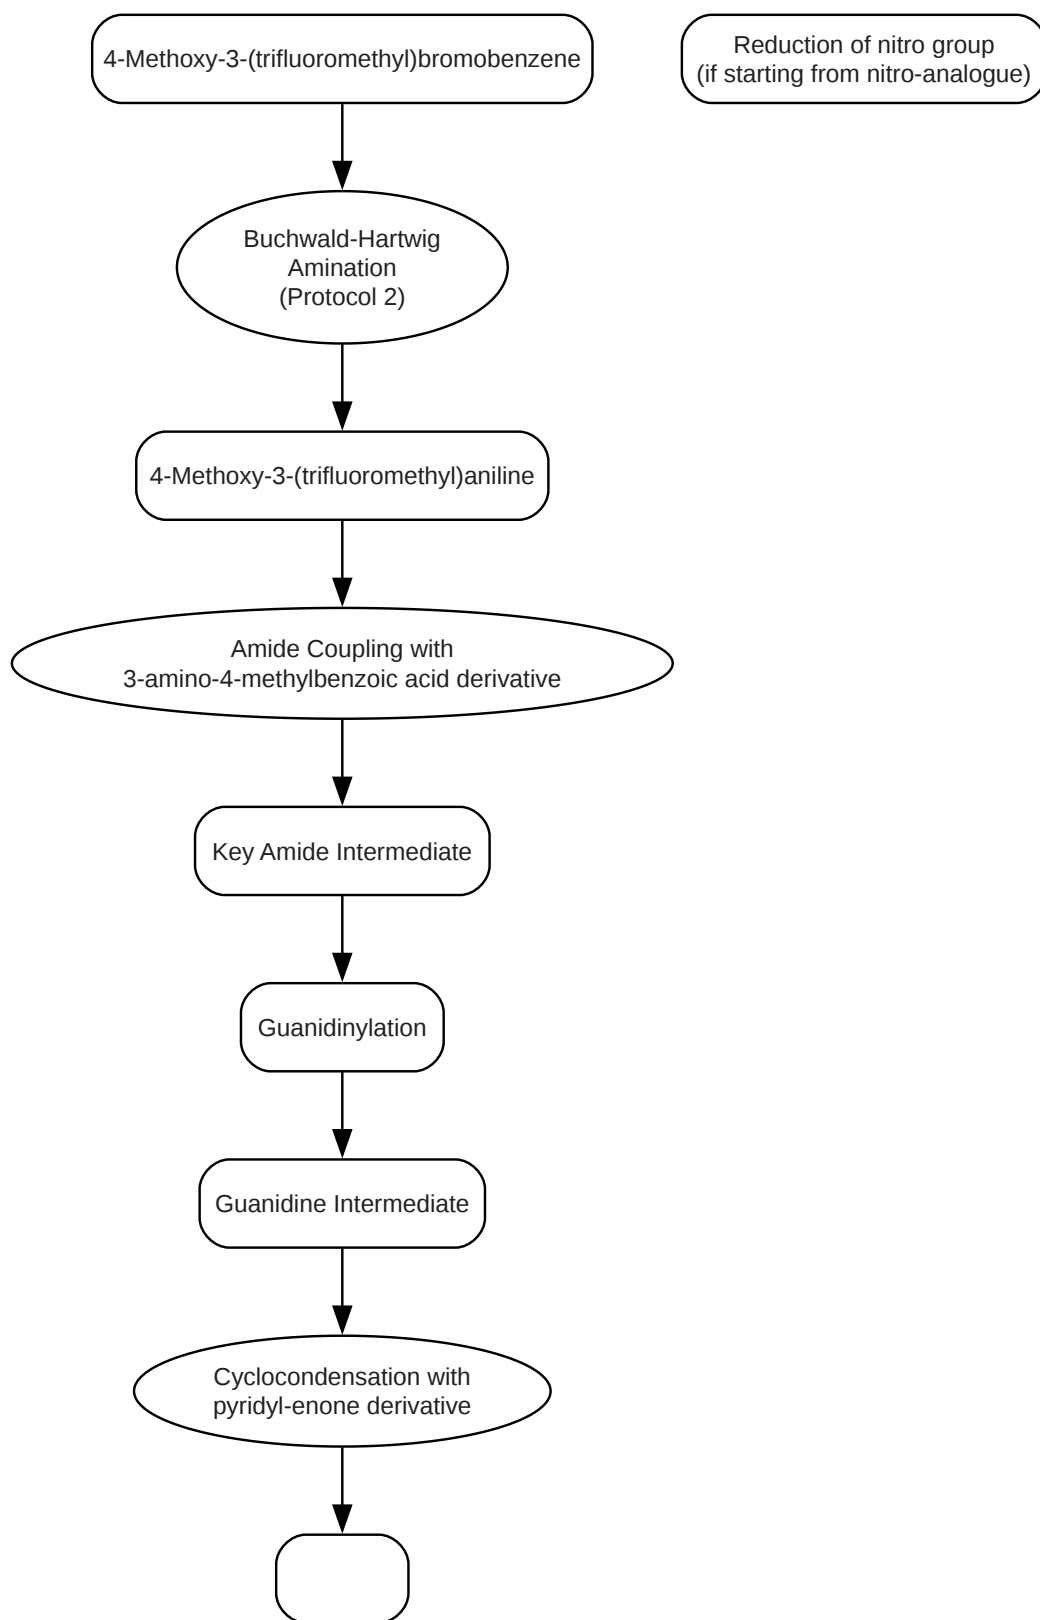 4-Methoxy-3-(trifluoromethyl)bromobenzene
Reduction of nitro group
(if starting from nitro-analogue)
Buchwald-Hartwig
Amination
(Protocol 2)
4-Methoxy-3-(trifluoromethyl)aniline
Amide Coupling with
3-amino-4-methylbenzoic acid derivative
Key Amide Intermediate
Guanidinylation
Guanidine Intermediate
Cyclocondensation with
pyridyl-enone derivative